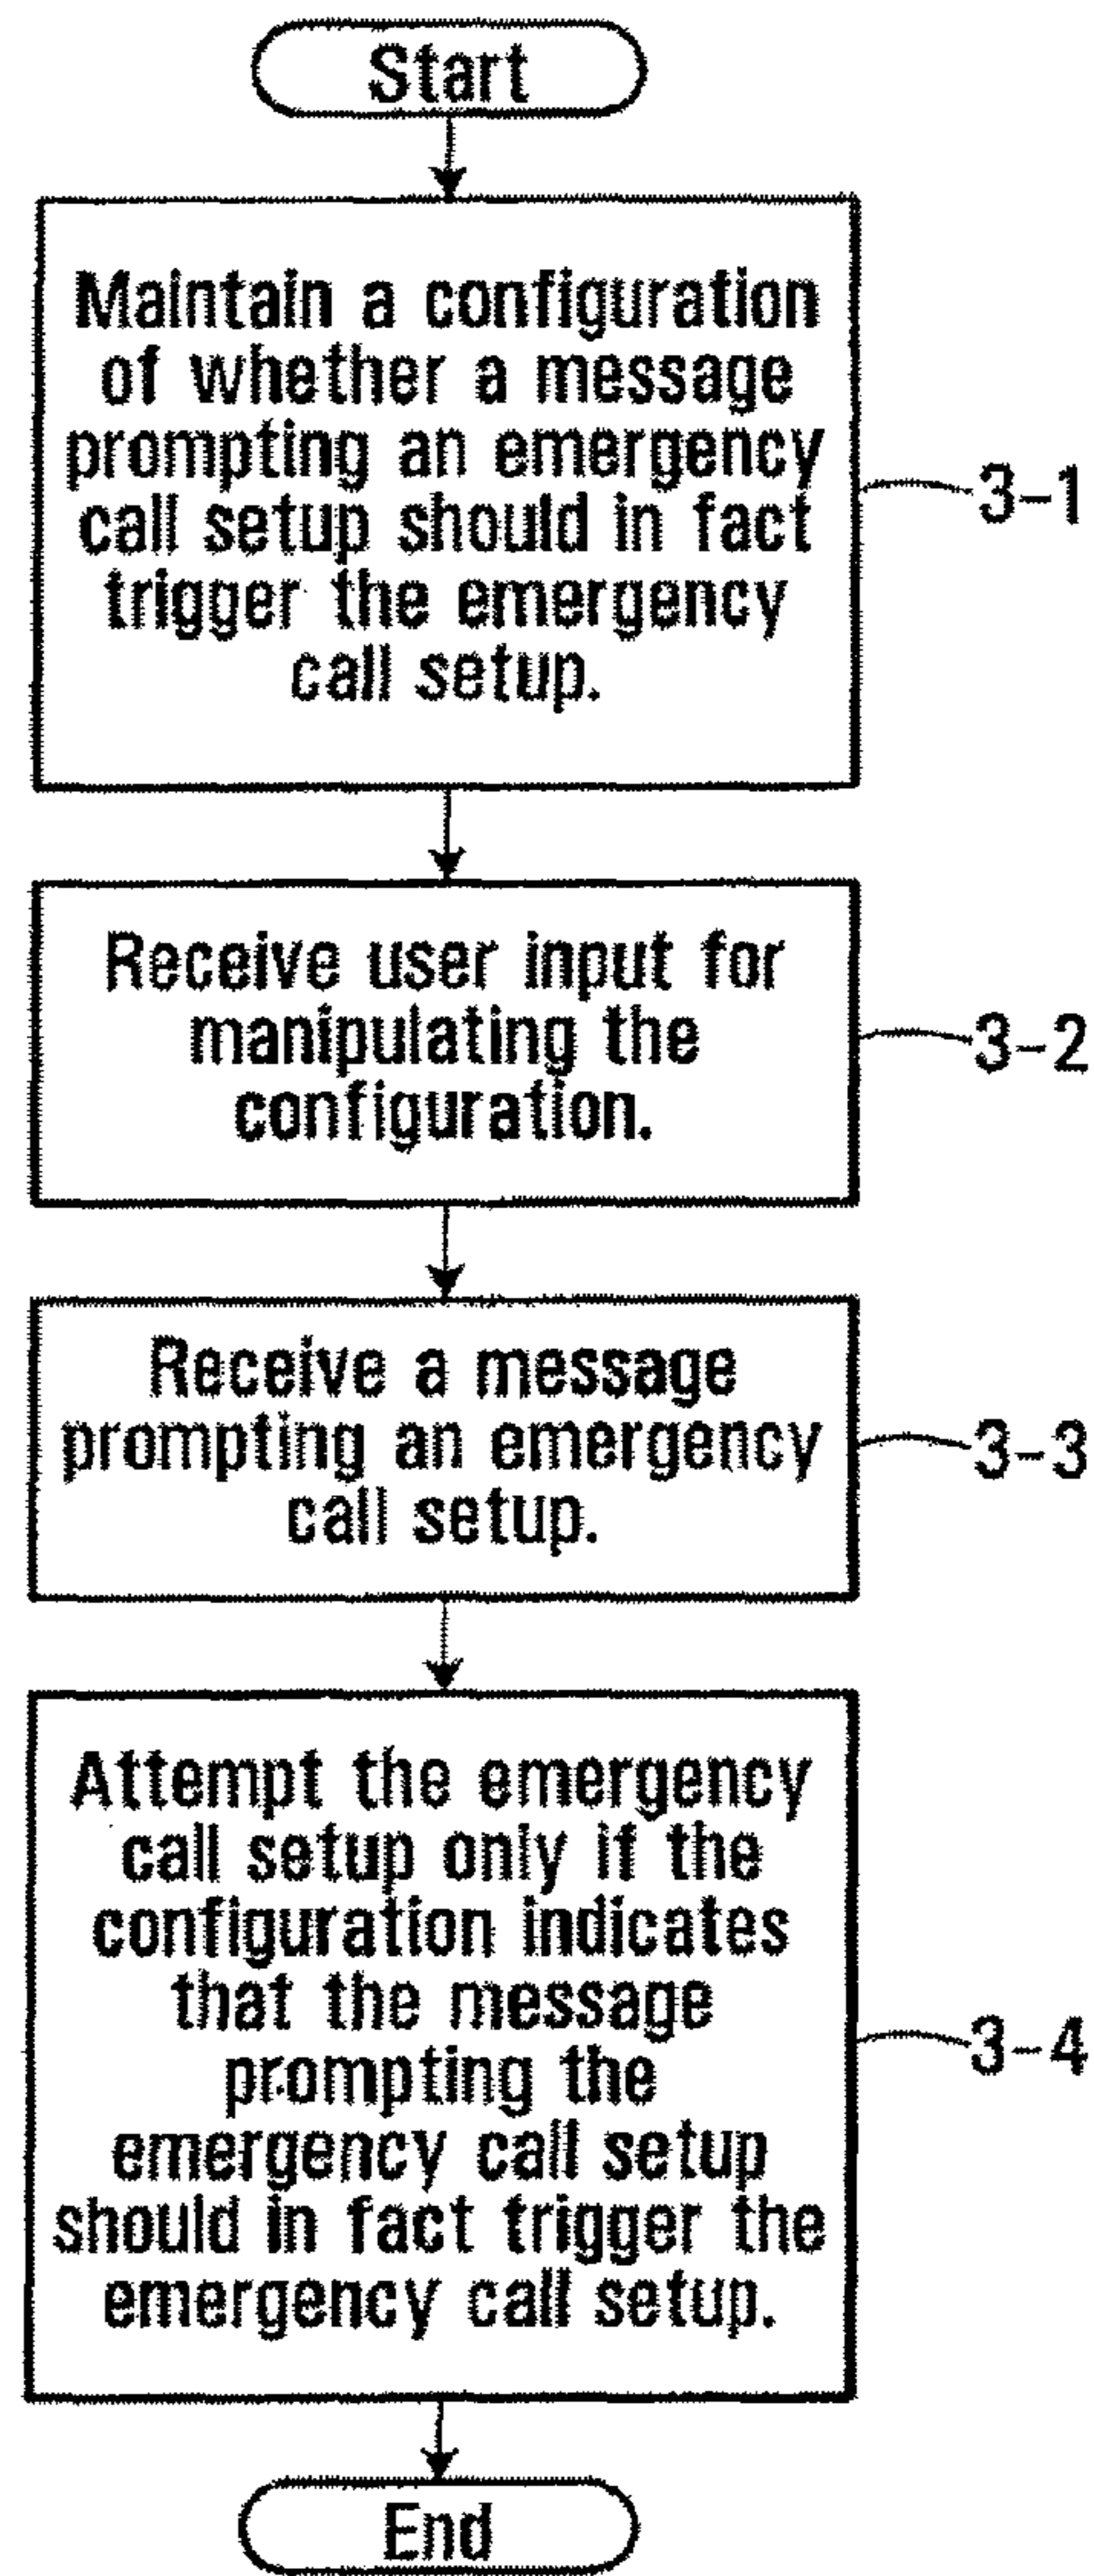 Start
Maintain a configuration
of whether a message
prompting an emergency
call setup should in fact
trigger the emergency
call setup.
3-1
Receive user input for
manipulating the
configuration.
3-2
Receive a message
prompting an emergency
call setup.
3-3
Attempt the emergency
call setup only if the
configuration indicates
that the message
prompting the
emergency call setup
should in fact trigger the
emergency call setup.
3-4
End